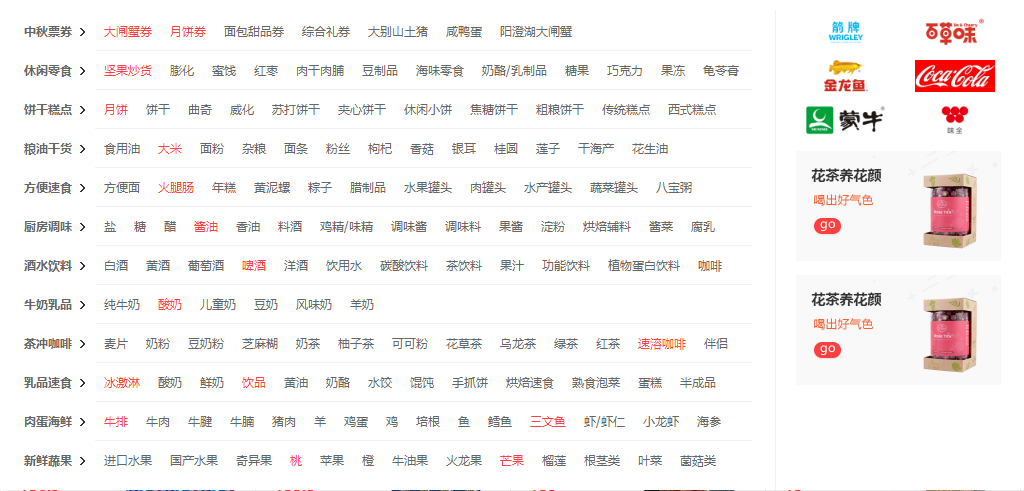 中秋票券 > 大闸蟹券 月饼券 面包甜品券 综合礼券 大别山土猪 咸鸭蛋 阳澄湖大闸蟹
休闲零食 > 坚果炒货 膨化 蜜饯 红枣 肉干肉脯 豆制品 海味零食 奶酪/乳制品 糖果 巧克力 果冻 龟苓膏
饼干糕点 > 月饼 饼干 曲奇 威化 苏打饼干 夹心饼干 休闲小饼 焦糖饼干 粗粮饼干 传统糕点 西式糕点
粮油干货 > 食用油 大米 面粉 杂粮 面条 粉丝 枸杞 香菇 银耳 桂圆 莲子 干海产 花生油
方便速食 > 方便面 火腿肠 年糕 黄泥螺 粽子 腊制品 水果罐头 肉罐头 水产罐头 蔬菜罐头 八宝粥
厨房调味 > 盐 糖 醋 酱油 香油 料酒 鸡精/味精 调味酱 调味料 果酱 淀粉 烘焙辅料 酱菜 腐乳
酒水饮料 > 白酒 黄酒 葡萄酒 啤酒 洋酒 饮用水 碳酸饮料 茶饮料 果汁 功能饮料 植物蛋白饮料 咖啡
牛奶乳品 > 纯牛奶 酸奶 儿童奶 豆奶 风味奶 羊奶
茶冲咖啡 > 麦片 奶粉 豆奶粉 芝麻糊 奶茶 柚子茶 可可粉 花草茶 乌龙茶 绿茶 红茶 速溶咖啡 伴侣
乳品速食 > 冰激淋 酸奶 鲜奶 饮品 黄油 奶酪 水饺 馄饨 手抓饼 烘焙速食 熟食泡菜 蛋糕 半成品
肉蛋海鲜 > 牛排 牛肉 牛腱 牛腩 猪肉 羊 鸡蛋 鸡 培根 鱼 鳕鱼 三文鱼 虾/虾仁 小龙虾 海参
新鲜蔬果 > 进口水果 国产水果 奇异果 桃 苹果 橙 牛油果 火龙果 芒果 榴莲 根茎类 叶菜 菌菇类
箭牌
WRIGLEY
百草味
金龙鱼
Coca-Cola
蒙牛
味全
花茶养花颜
喝出好气色
go
花茶养花颜
喝出好气色
go